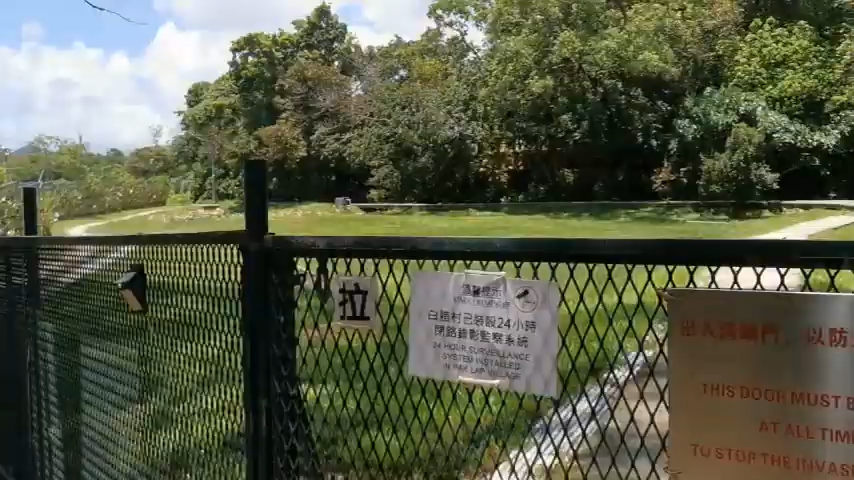 拉
溫馨提示
白腊村已裝設24小時
閉路錄影監察系統
24 HOUR SURVEILLANCE
SYSTEM INSTALLED
IN PAK LAP VILLAGE
出入請關門，以防
THIS DOOR MUST B
AT ALL TIM
TO STOP THE INVAS